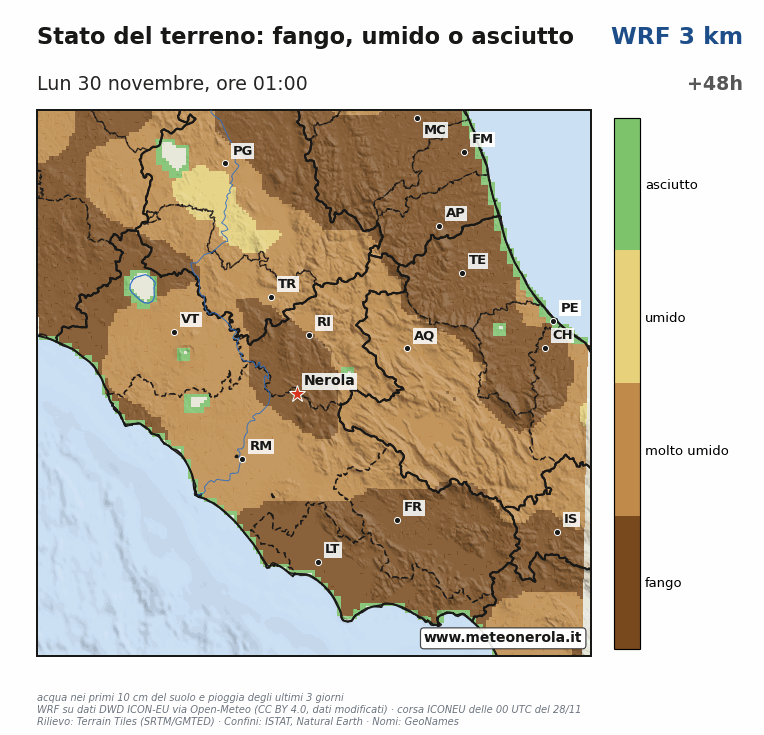 Stato del terreno: fango, umido o asciutto
WRF 3 km
Lun 30 novembre, ore 01:00
+48h
MC
FM
PG
AP
TE
TR
PE
VT
RI
AQ
CH
Nerola
RM
FR
IS
LT
asciutto
umido
molto umido
fango
www.meteonerola.it
acqua nei primi 10 cm del suolo e pioggia degli ultimi 3 giorni
WRF su dati DWD ICON-EU via Open-Meteo (CC BY 4.0, dati modificati) · corsa ICONEU delle 00 UTC del 28/11
Rilievo: Terrain Tiles (SRTM/GMTED) · Confini: ISTAT, Natural Earth · Nomi: GeoNames